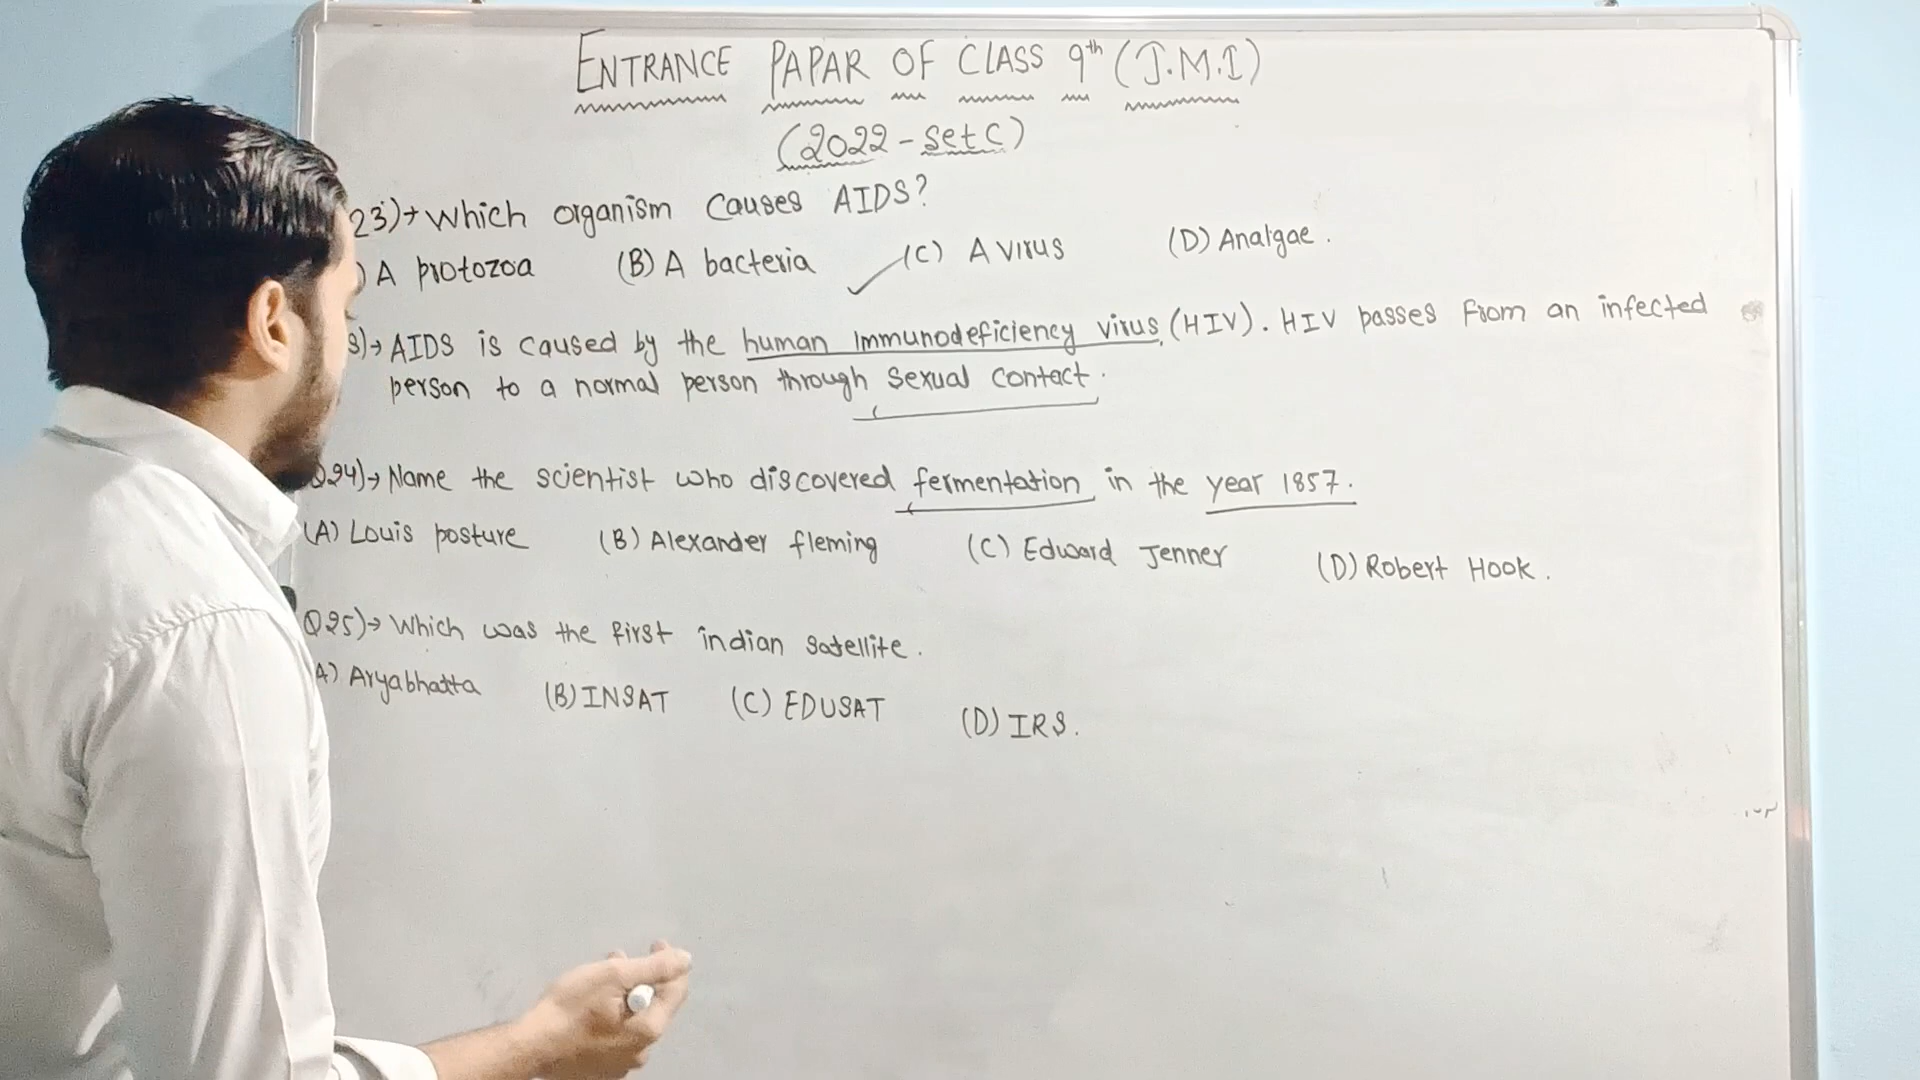 ENTRANCE PAPAR OF CLASS 9th (J.M.I)
(2022 - Set C)
23)→ Which organism causes AIDS?
) A protozoa (B) A bacteria (C) A virus (D) Analgae.
S)→ AIDS is caused by the human immunodeficiency virus, (HIV). HIV passes from an infected
person to a normal person through sexual contact.
Q24)→ Name the scientist who discovered fermentation in the year 1857.
(A) Louis posture (B) Alexander fleming (C) Edward Jenner (D) Robert Hook.
Q25)→ Which was the first indian satellite.
A) Aryabhatta (B) INSAT (C) EDUSAT (D) IRS.